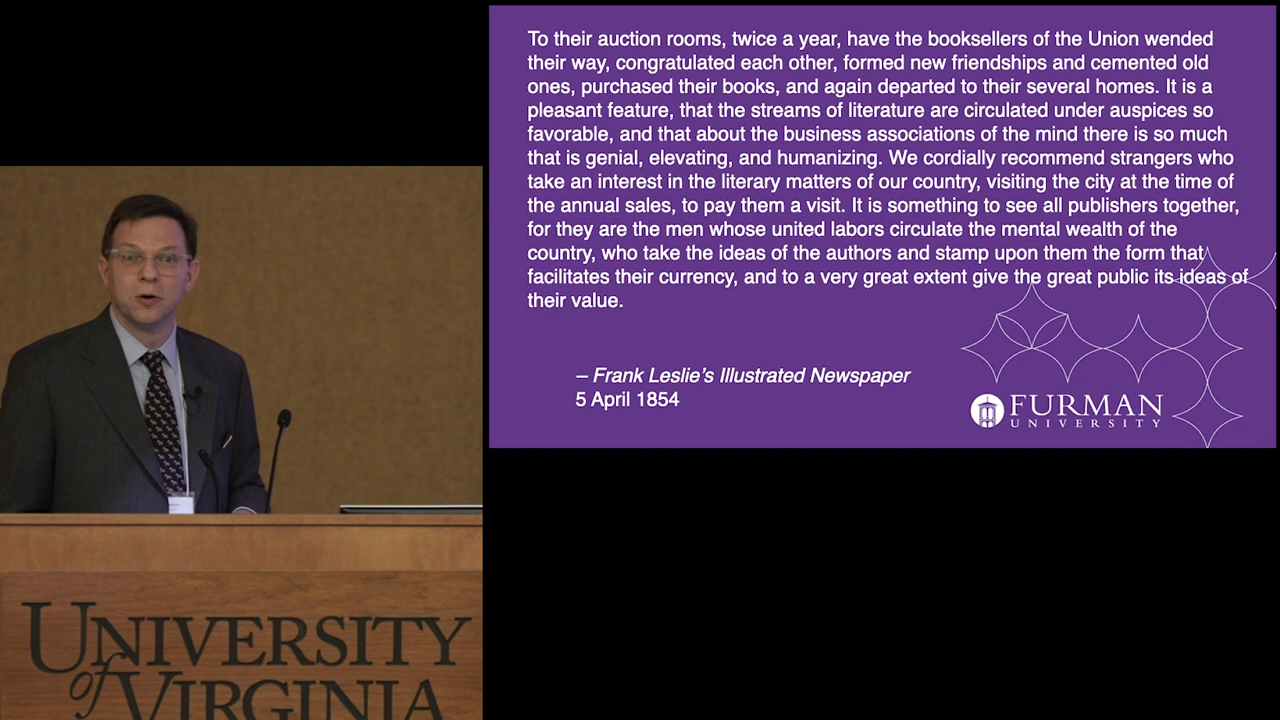 To their auction rooms, twice a year, have the booksellers of the Union wended
their way, congratulated each other, formed new friendships and cemented old
ones, purchased their books, and again departed to their several homes. It is a
pleasant feature, that the streams of literature are circulated under auspices so
favorable, and that about the business associations of the mind there is so much
that is genial, elevating, and humanizing. We cordially recommend strangers who
take an interest in the literary matters of our country, visiting the city at the time of
the annual sales, to pay them a visit. It is something to see all publishers together,
for they are the men whose united labors circulate the mental wealth of the
country, who take the ideas of the authors and stamp upon them the form that
facilitates their currency, and to a very great extent give the great public its ideas of
their value.
– Frank Leslie's Illustrated Newspaper
5 April 1854
FURMAN
UNIVERSITY
UNIVERSITY
of VIRGINIA